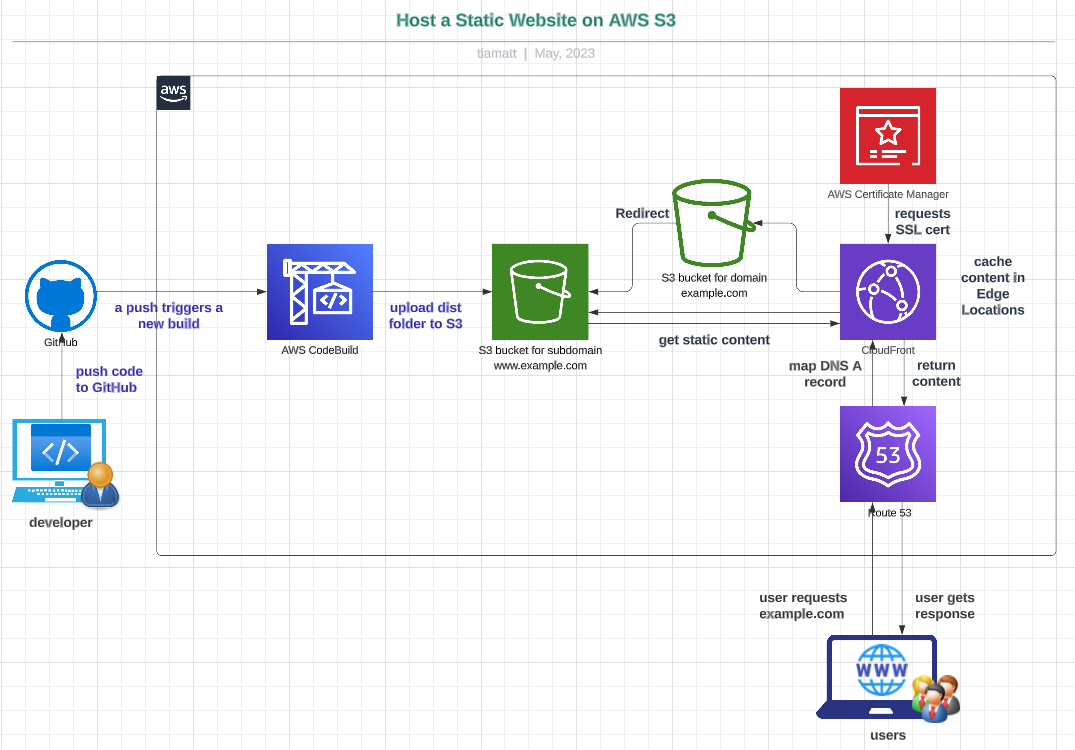 Host a Static Website on AWS S3
tiamatt | May, 2023
aws
AWS Certificate Manager
requests
SSL cert
Redirect
S3 bucket for domain
example.com
cache
content in
Edge
Locations
GitHub
a push triggers a
new build
AWS CodeBuild
upload dist
folder to S3
S3 bucket for subdomain
www.example.com
get static content
CloudFront
map DNS A
record
return
content
push code
to GitHub
53
Route 53
developer
user requests
example.com
user gets
response
WWW
users